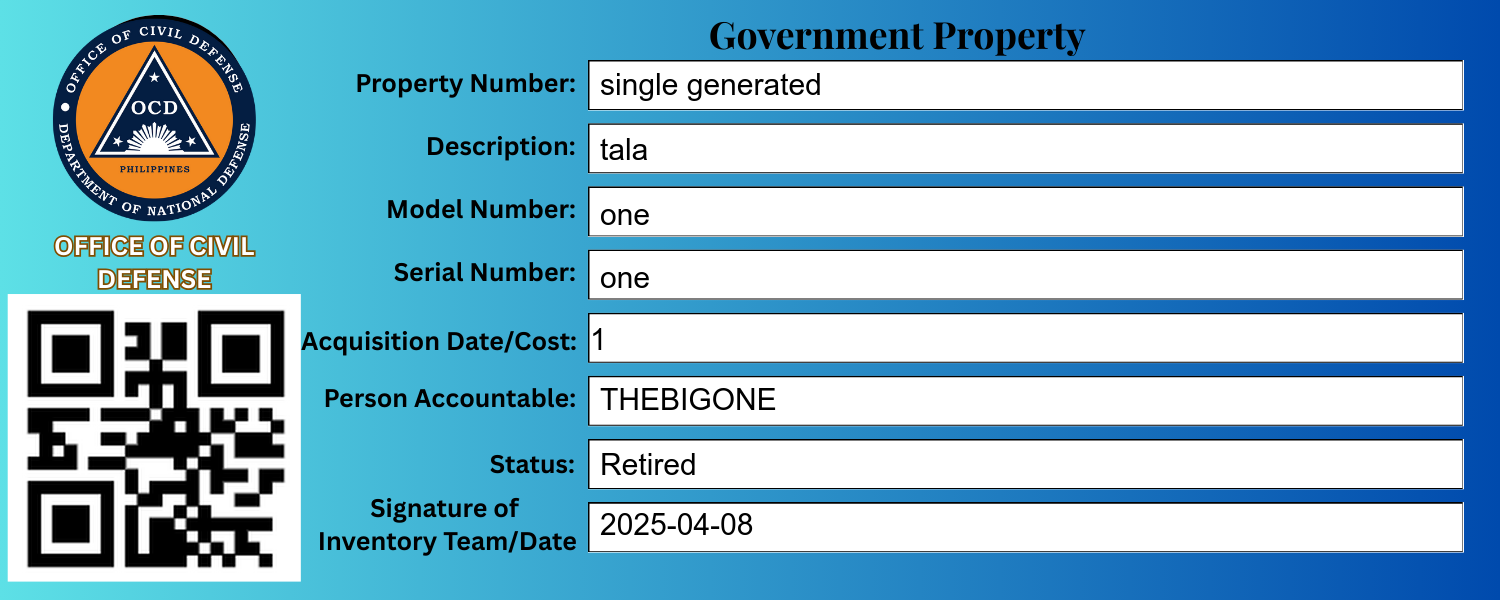 OFFICE OF CIVIL DEFENSE
DEPARTMENT OF NATIONAL DEFENSE
OCD
PHILIPPINES
OFFICE OF CIVIL
DEFENSE
Government Property
Property Number: single generated
Description: tala
Model Number: one
Serial Number: one
Acquisition Date/Cost: 1
Person Accountable: THEBIGONE
Status: Retired
Signature of
Inventory Team/Date 2025-04-08